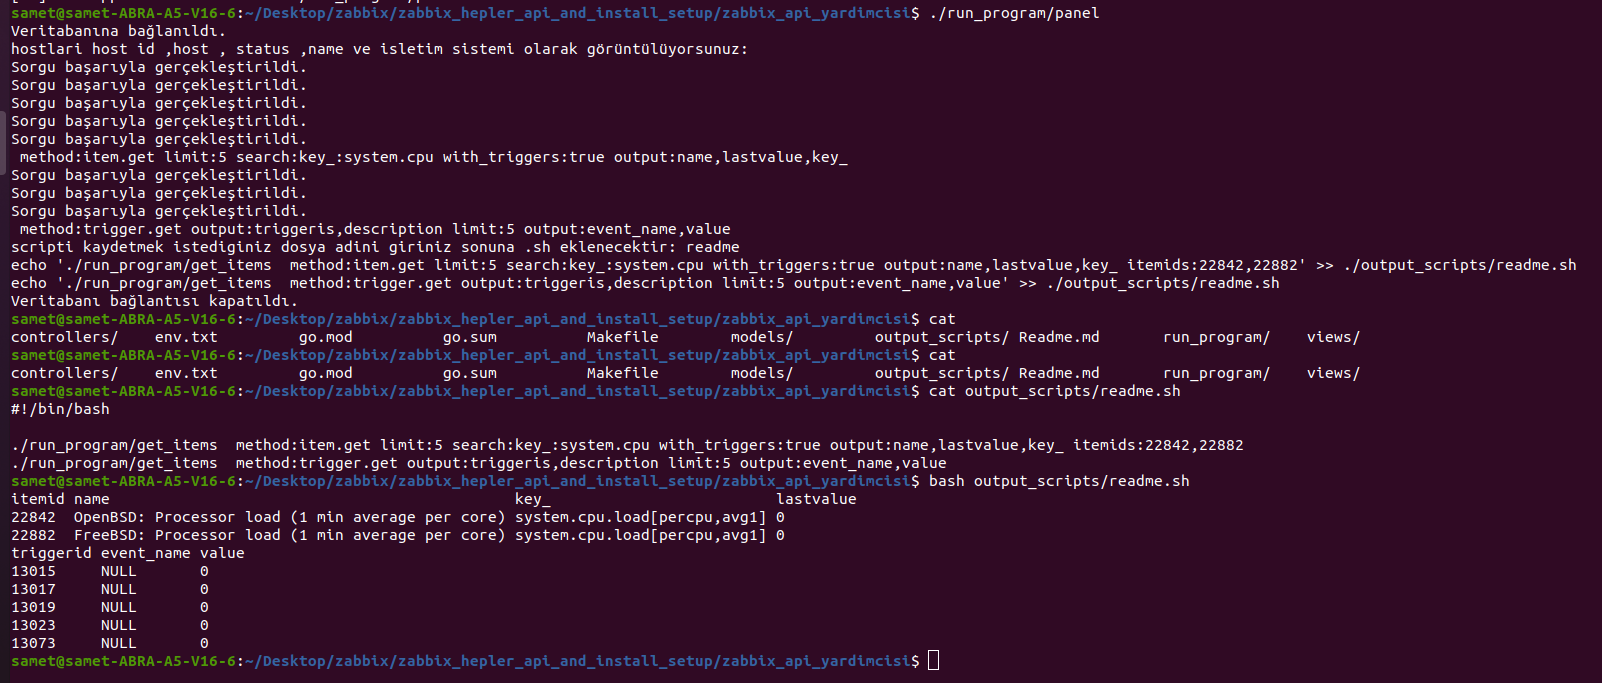 samet@samet-ABRA-A5-V16-6:~/Desktop/zabbix/zabbix_hepler_api_and_install_setup/zabbix_api_yardimcisi$ ./run_program/panel
Veritabanına bağlanıldı.
hostlari host id ,host , status ,name ve isletim sistemi olarak görüntülüyorsunuz:
Sorgu başarıyla gerçekleştirildi.
Sorgu başarıyla gerçekleştirildi.
Sorgu başarıyla gerçekleştirildi.
Sorgu başarıyla gerçekleştirildi.
Sorgu başarıyla gerçekleştirildi.
 method:item.get limit:5 search:key_:system.cpu with_triggers:true output:name,lastvalue,key_
Sorgu başarıyla gerçekleştirildi.
Sorgu başarıyla gerçekleştirildi.
Sorgu başarıyla gerçekleştirildi.
 method:trigger.get output:triggeris,description limit:5 output:event_name,value
scripti kaydetmek istediginiz dosya adini giriniz sonuna .sh eklenecektir: readme
echo './run_program/get_items  method:item.get limit:5 search:key_:system.cpu with_triggers:true output:name,lastvalue,key_ itemids:22842,22882' >> ./output_scripts/readme.sh
echo './run_program/get_items  method:trigger.get output:triggeris,description limit:5 output:event_name,value' >> ./output_scripts/readme.sh
Veritabanı bağlantısı kapatıldı.
samet@samet-ABRA-A5-V16-6:~/Desktop/zabbix/zabbix_hepler_api_and_install_setup/zabbix_api_yardimcisi$ cat
controllers/    env.txt         go.mod          go.sum          Makefile        models/         output_scripts/ Readme.md       run_program/    views/
samet@samet-ABRA-A5-V16-6:~/Desktop/zabbix/zabbix_hepler_api_and_install_setup/zabbix_api_yardimcisi$ cat
controllers/    env.txt         go.mod          go.sum          Makefile        models/         output_scripts/ Readme.md       run_program/    views/
samet@samet-ABRA-A5-V16-6:~/Desktop/zabbix/zabbix_hepler_api_and_install_setup/zabbix_api_yardimcisi$ cat output_scripts/readme.sh
#!/bin/bash

./run_program/get_items  method:item.get limit:5 search:key_:system.cpu with_triggers:true output:name,lastvalue,key_ itemids:22842,22882
./run_program/get_items  method:trigger.get output:triggeris,description limit:5 output:event_name,value
samet@samet-ABRA-A5-V16-6:~/Desktop/zabbix/zabbix_hepler_api_and_install_setup/zabbix_api_yardimcisi$ bash output_scripts/readme.sh
itemid name                                             key_                         lastvalue
22842  OpenBSD: Processor load (1 min average per core) system.cpu.load[percpu,avg1] 0
22882  FreeBSD: Processor load (1 min average per core) system.cpu.load[percpu,avg1] 0
triggerid event_name value
13015     NULL       0
13017     NULL       0
13019     NULL       0
13023     NULL       0
13073     NULL       0
samet@samet-ABRA-A5-V16-6:~/Desktop/zabbix/zabbix_hepler_api_and_install_setup/zabbix_api_yardimcisi$